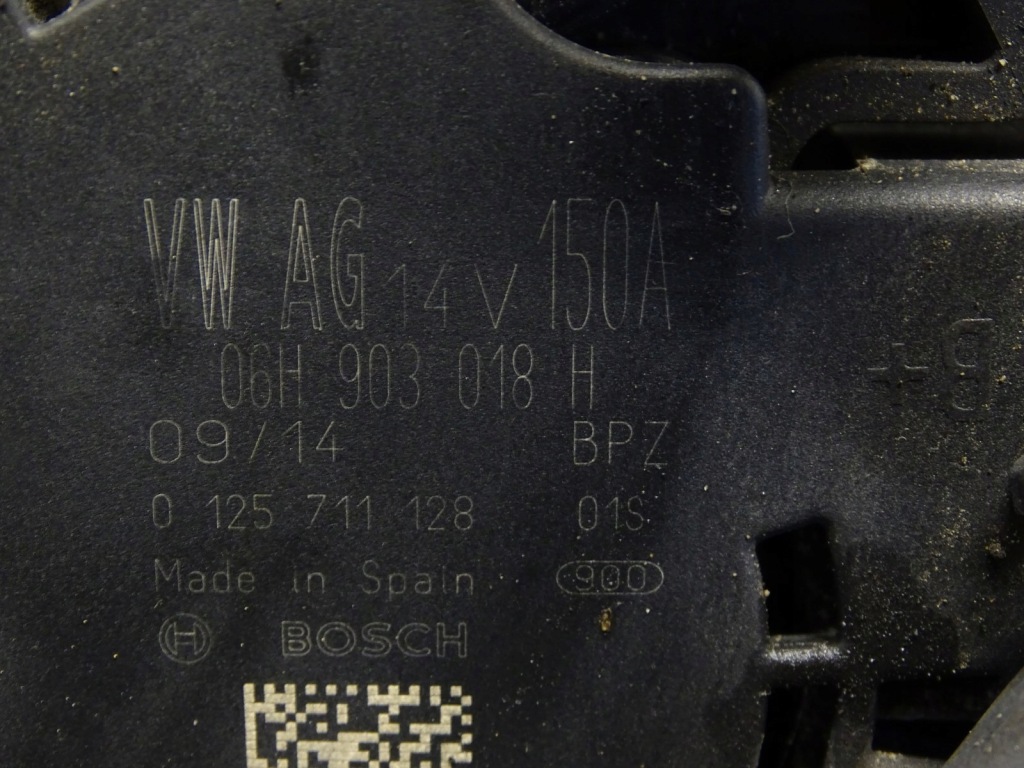 VW AG 14V 150A
06H 903 018 H
09/14 BPZ
0 125 711 128 01S
Made in Spain 900
H BOSCH
B+